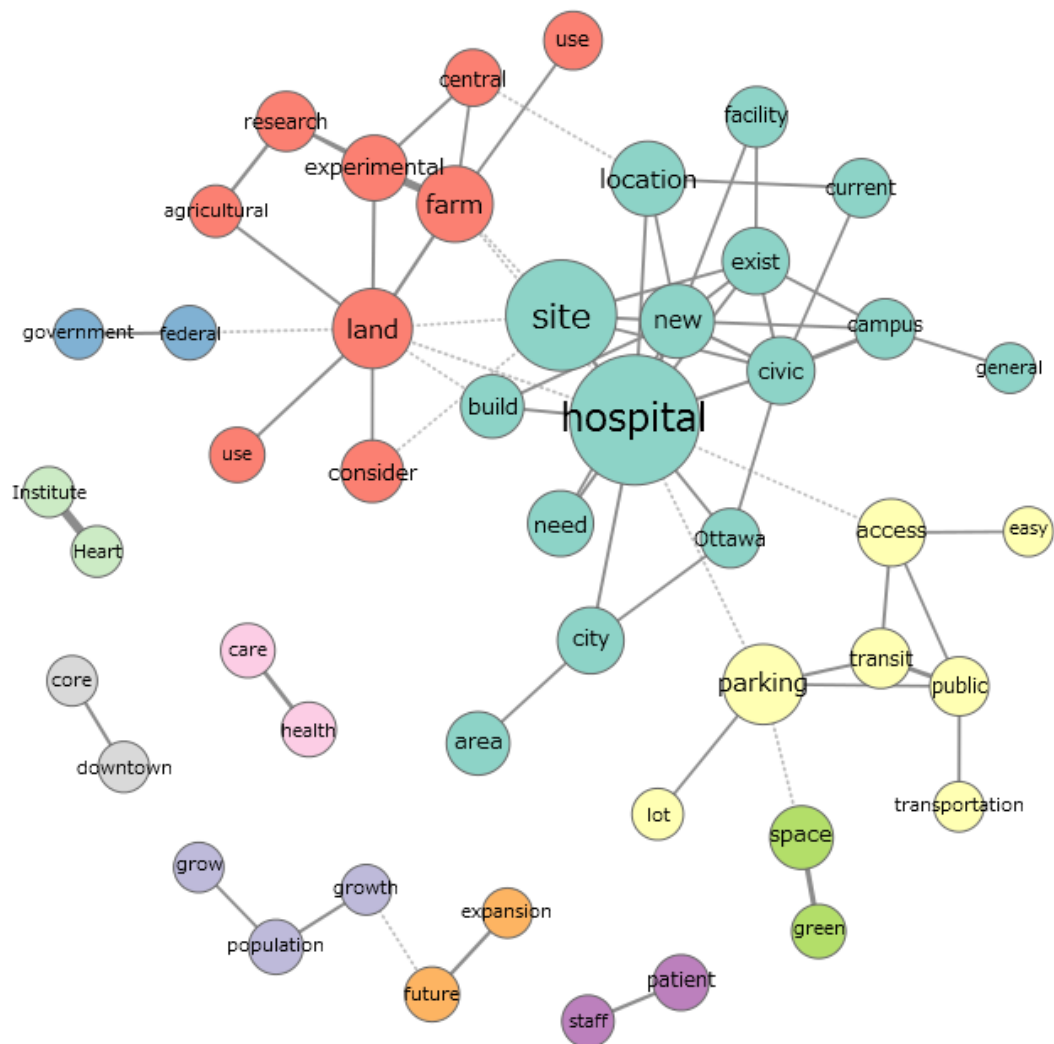 use
central
facility
research
experimental
location
current
agricultural
farm
exist
site
new
government
federal
land
campus
civic
general
build
hospital
use
consider
Institute
need
access
easy
Heart
Ottawa
city
care
transit
core
parking
public
health
area
downtown
lot
transportation
space
grow
growth
expansion
green
population
patient
future
staff